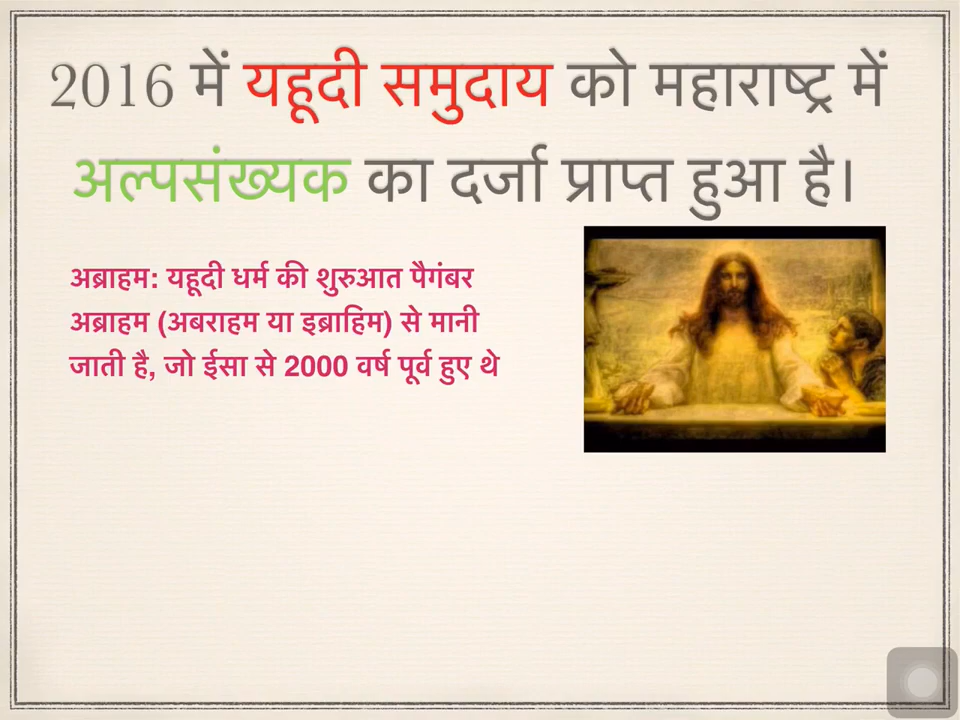 2016 में यहूदी समुदाय को महाराष्ट्र में
अल्पसंख्यक का दर्जा प्राप्त हुआ है।
अब्राहम: यहूदी धर्म की शुरुआत पैगंबर
अब्राहम (अबराहम या इब्राहिम) से मानी
जाती है, जो ईसा से 2000 वर्ष पूर्व हुए थे